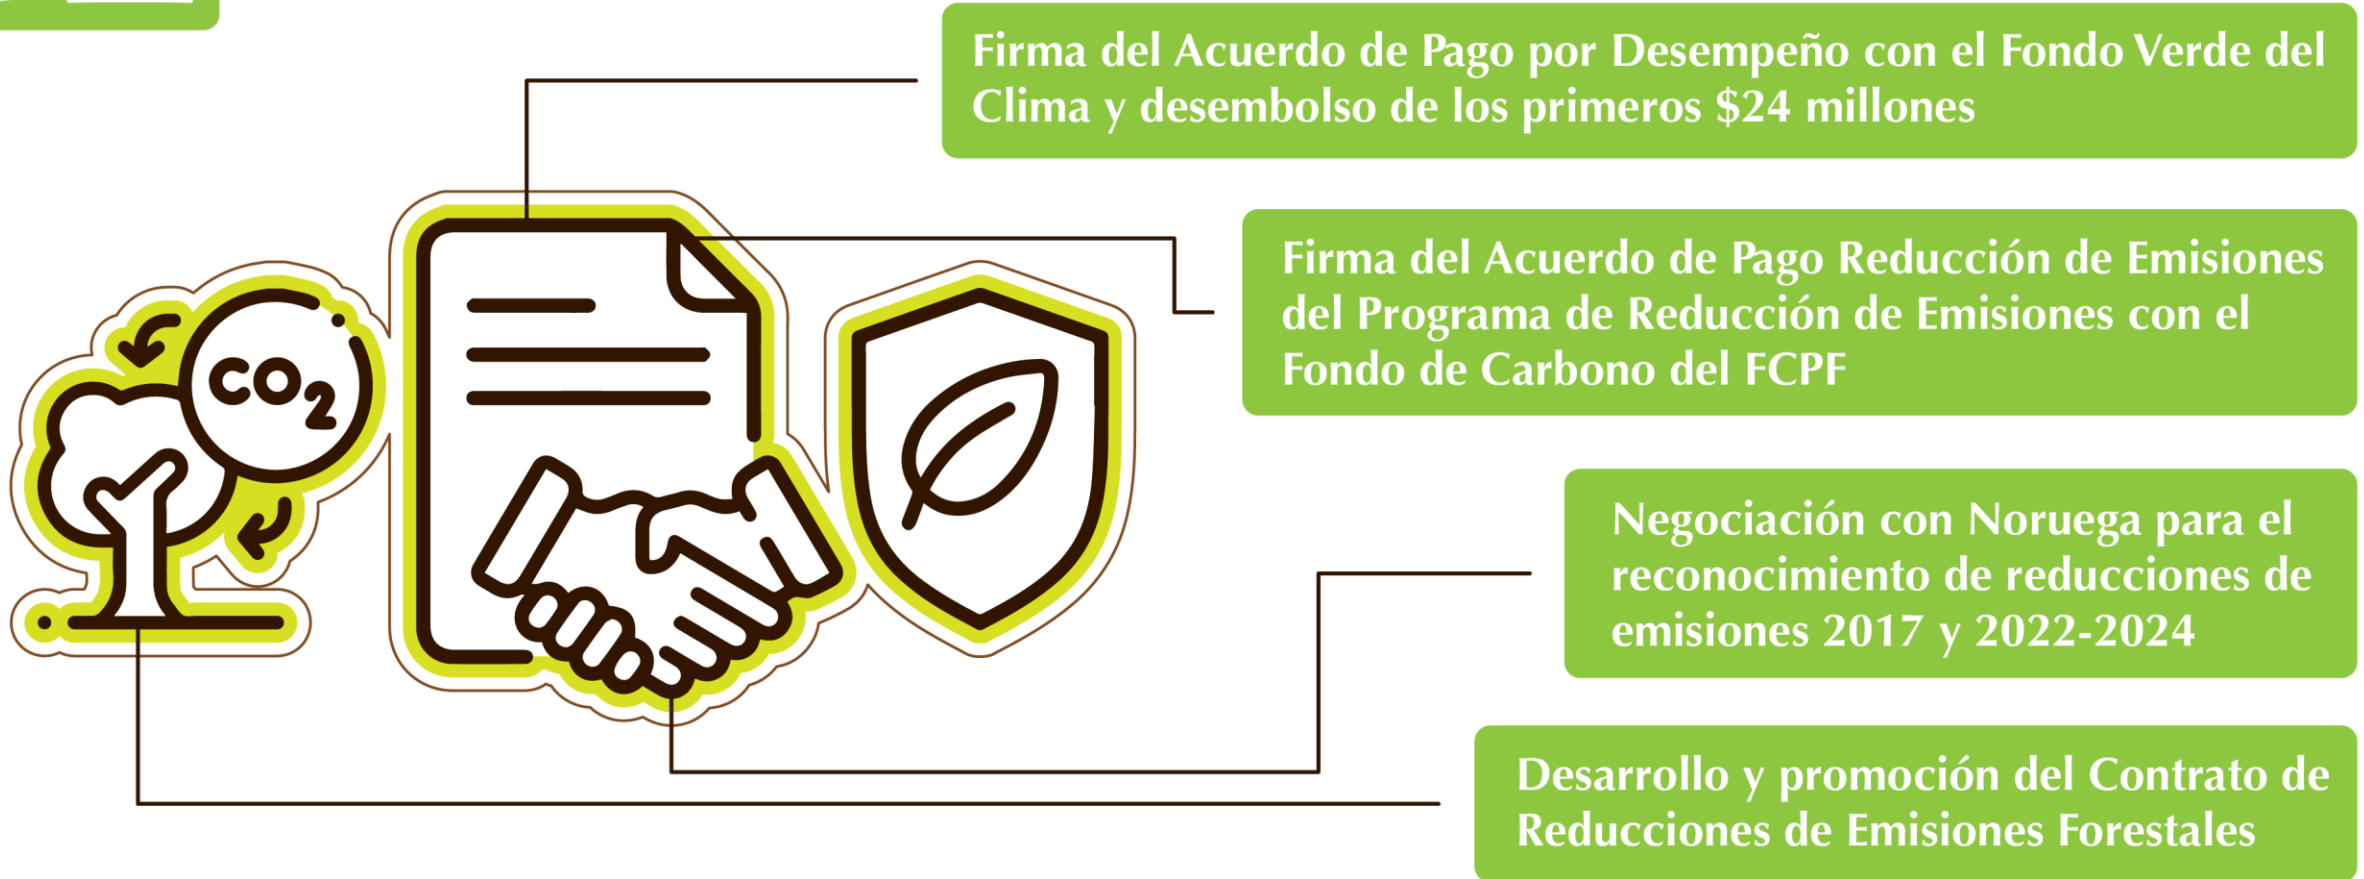 Firma del Acuerdo de Pago por Desempeño con el Fondo Verde del
Clima y desembolso de los primeros $24 millones
Firma del Acuerdo de Pago Reducción de Emisiones
del Programa de Reducción de Emisiones con el
Fondo de Carbono del FCPF
CO2
Negociación con Noruega para el
reconocimiento de reducciones de
emisiones 2017 y 2022-2024
Desarrollo y promoción del Contrato de
Reducciones de Emisiones Forestales